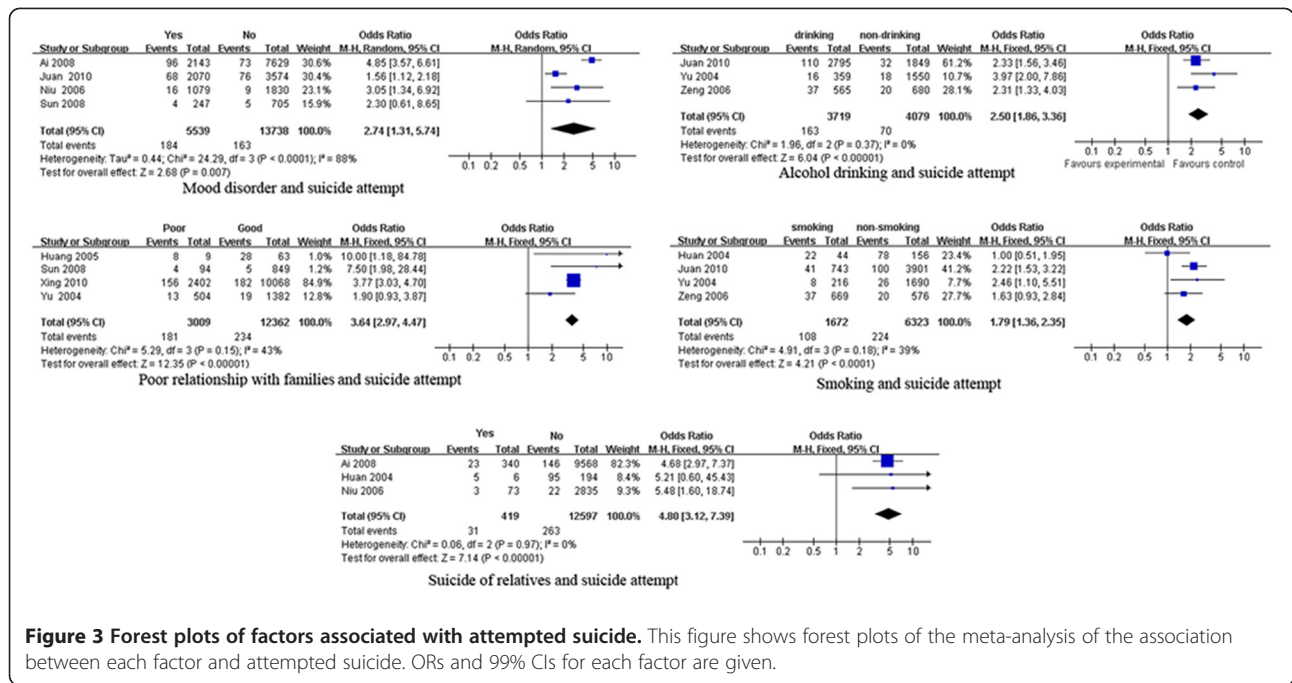 Yes No Odds Ratio Odds Ratio
Study or Subgroup Events Total Events Total Weight M-H, Random, 95% CI M-H, Random, 95% CI
Ai 2008 96 2143 73 7629 30.6% 4.85 [3.57, 6.61]
Juan 2010 68 2070 76 3574 30.4% 1.56 [1.12, 2.18]
Niu 2006 16 1079 9 1830 23.1% 3.05 [1.34, 6.92]
Sun 2008 4 247 5 705 15.9% 2.30 [0.61, 8.65]
Total (95% CI) 5539 13738 100.0% 2.74 [1.31, 5.74]
Total events 184 163
Heterogeneity: Tau² = 0.44; Chi² = 24.29, df = 3 (P < 0.0001); I² = 88%
Test for overall effect: Z = 2.68 (P = 0.007)
0.1 0.2 0.5 1 2 5 10
Mood disorder and suicide attempt
drinking non-drinking Odds Ratio Odds Ratio
Study or Subgroup Events Total Events Total Weight M-H, Fixed, 95% CI M-H, Fixed, 95% CI
Juan 2010 110 2795 32 1849 61.2% 2.33 [1.56, 3.46]
Yu 2004 16 359 18 1550 10.7% 3.97 [2.00, 7.86]
Zeng 2006 37 565 20 680 28.1% 2.31 [1.33, 4.03]
Total (95% CI) 3719 4079 100.0% 2.50 [1.86, 3.36]
Total events 163 70
Heterogeneity: Chi² = 1.96, df = 2 (P = 0.37); I² = 0%
Test for overall effect: Z = 6.04 (P < 0.00001)
0.1 0.2 0.5 1 2 5 10
Favours experimental Favours control
Alcohol drinking and suicide attempt
Poor Good Odds Ratio Odds Ratio
Study or Subgroup Events Total Events Total Weight M-H, Fixed, 95% CI M-H, Fixed, 95% CI
Huang 2005 8 9 28 63 1.0% 10.00 [1.18, 84.78]
Sun 2008 4 94 5 849 1.2% 7.50 [1.98, 28.44]
Xing 2010 156 2402 182 10068 84.9% 3.77 [3.03, 4.70]
Yu 2004 13 504 19 1382 12.8% 1.90 [0.93, 3.87]
Total (95% CI) 3009 12362 100.0% 3.64 [2.97, 4.47]
Total events 181 234
Heterogeneity: Chi² = 5.29, df = 3 (P = 0.15); I² = 43%
Test for overall effect: Z = 12.35 (P < 0.00001)
0.1 0.2 0.5 1 2 5 10
Poor relationship with families and suicide attempt
smoking non-smoking Odds Ratio Odds Ratio
Study or Subgroup Events Total Events Total Weight M-H, Fixed, 95% CI M-H, Fixed, 95% CI
Huan 2004 22 44 78 156 23.4% 1.00 [0.51, 1.95]
Juan 2010 41 743 100 3901 41.2% 2.22 [1.53, 3.22]
Yu 2004 8 216 26 1690 7.7% 2.46 [1.10, 5.51]
Zeng 2006 37 669 20 576 27.7% 1.63 [0.93, 2.84]
Total (95% CI) 1672 6323 100.0% 1.79 [1.36, 2.35]
Total events 108 224
Heterogeneity: Chi² = 4.91, df = 3 (P = 0.18); I² = 39%
Test for overall effect: Z = 4.21 (P < 0.0001)
0.1 0.2 0.5 1 2 5 10
Smoking and suicide attempt
Yes No Odds Ratio Odds Ratio
Study or Subgroup Events Total Events Total Weight M-H, Fixed, 95% CI M-H, Fixed, 95% CI
Ai 2008 23 340 146 9568 82.3% 4.68 [2.97, 7.37]
Huan 2004 5 6 95 194 8.4% 5.21 [0.60, 45.43]
Niu 2006 3 73 22 2835 9.3% 5.48 [1.60, 18.74]
Total (95% CI) 419 12597 100.0% 4.80 [3.12, 7.39]
Total events 31 263
Heterogeneity: Chi² = 0.06, df = 2 (P = 0.97); I² = 0%
Test for overall effect: Z = 7.14 (P < 0.00001)
0.1 0.2 0.5 1 2 5 10
Suicide of relatives and suicide attempt
Figure 3 Forest plots of factors associated with attempted suicide. This figure shows forest plots of the meta-analysis of the association
between each factor and attempted suicide. ORs and 99% CIs for each factor are given.